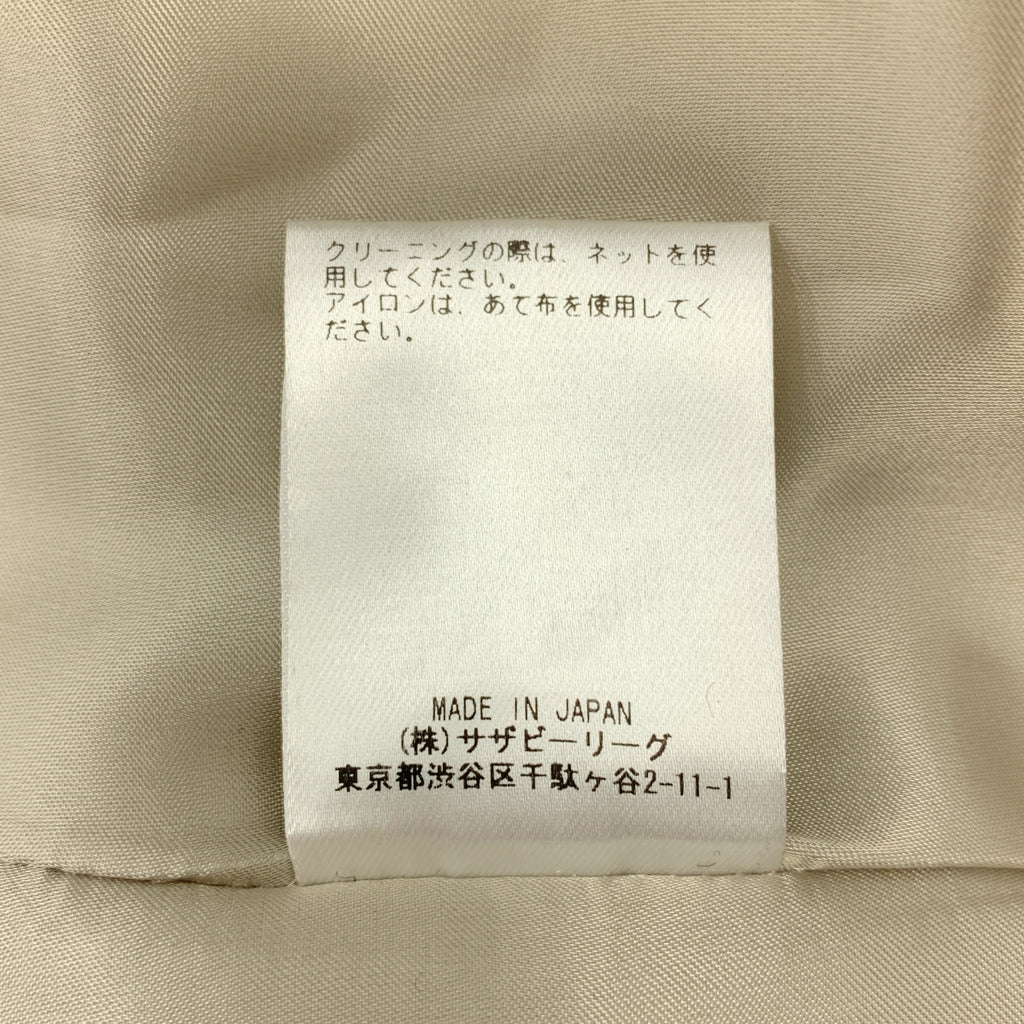 クリーニングの際は、ネットを使
用してください。
アイロンは、あて布を使用してく
ださい。
MADE IN JAPAN
(株)サザビーリーグ
東京都渋谷区千駄ヶ谷2-11-1